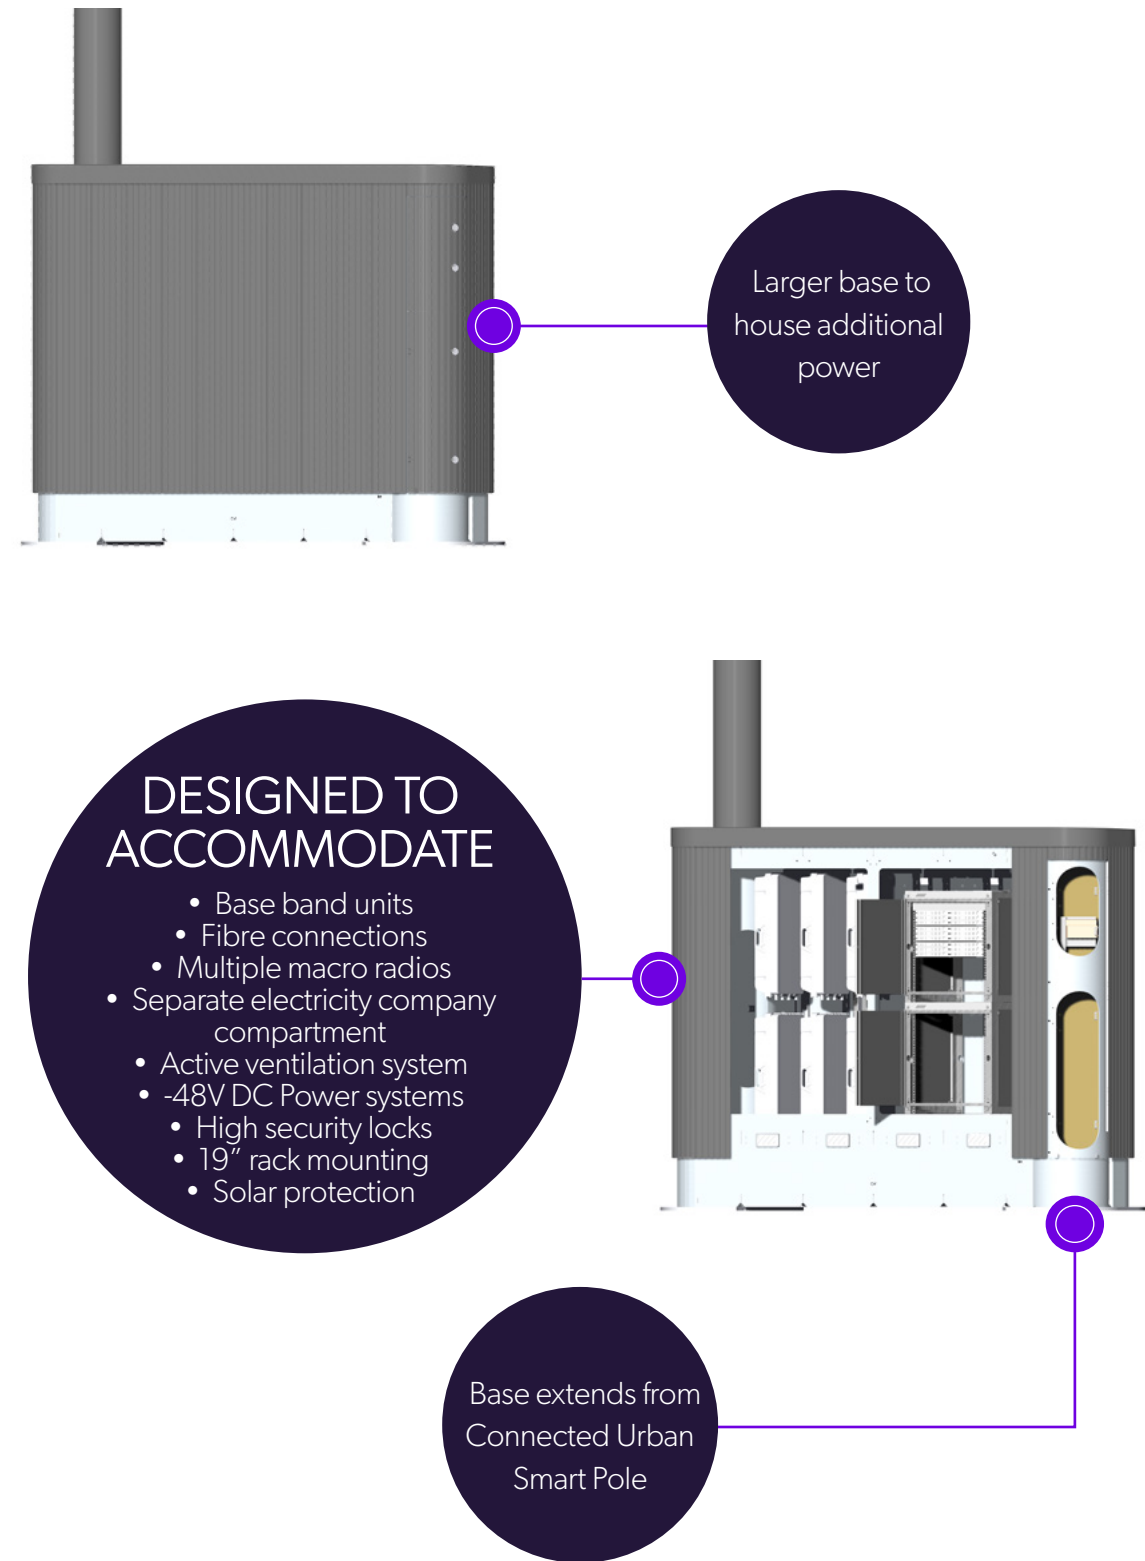 Larger base to
house additional
power
DESIGNED TO
ACCOMMODATE
• Base band units
• Fibre connections
• Multiple macro radios
• Separate electricity company
compartment
• Active ventilation system
• -48V DC Power systems
• High security locks
• 19” rack mounting
• Solar protection
Base extends from
Connected Urban
Smart Pole